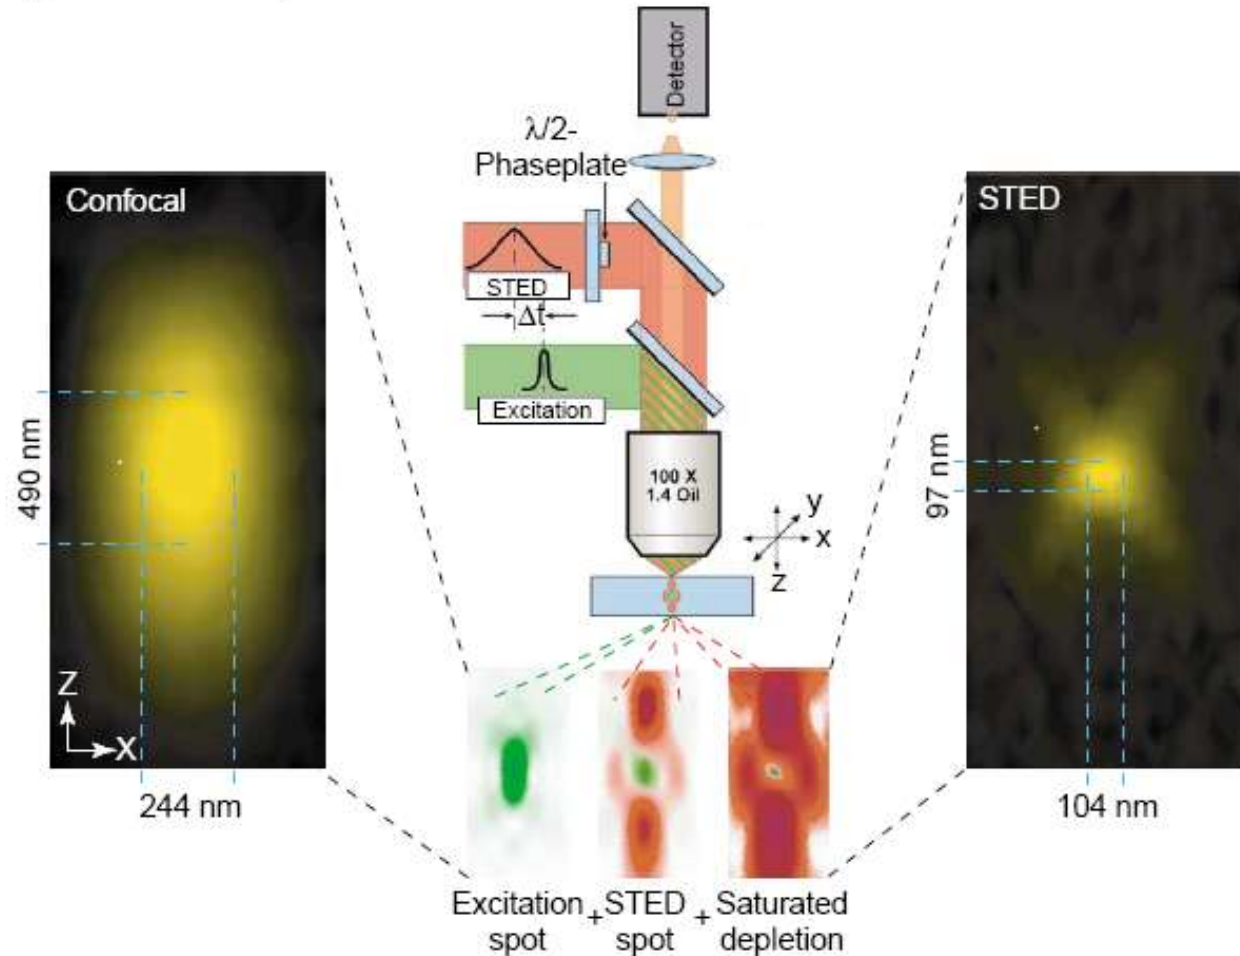 Detector
λ/2-
Phaseplate
Confocal
STED
STED
Δt
Excitation
490 nm
100 X
1.4 Oil
y
x
z
97 nm
Z
X
244 nm
104 nm
Excitation
spot
+
STED
spot
+
Saturated
depletion